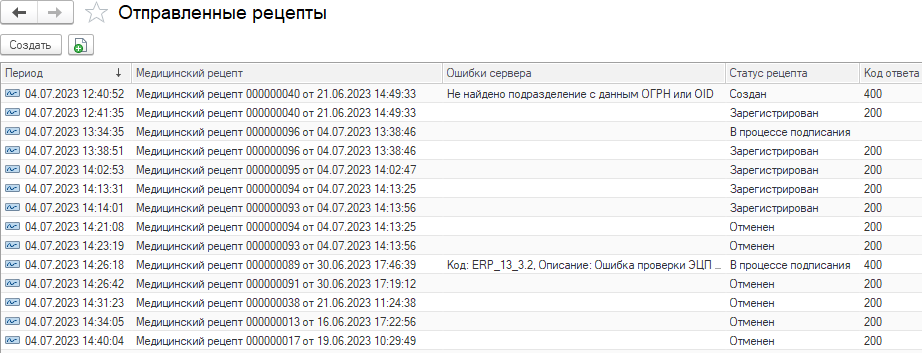 Отправленные рецепты
Создать
Период Медицинский рецепт Ошибки сервера Статус рецепта Код ответа
04.07.2023 12:40:52 Медицинский рецепт 000000040 от 21.06.2023 14:49:33 Не найдено подразделение с данным ОГРН или OID Создан 400
04.07.2023 12:41:35 Медицинский рецепт 000000040 от 21.06.2023 14:49:33 Зарегистрирован 200
04.07.2023 13:34:35 Медицинский рецепт 000000096 от 04.07.2023 13:38:46 В процессе подписания
04.07.2023 13:38:51 Медицинский рецепт 000000096 от 04.07.2023 13:38:46 Зарегистрирован 200
04.07.2023 14:02:53 Медицинский рецепт 000000095 от 04.07.2023 14:02:47 Зарегистрирован 200
04.07.2023 14:13:31 Медицинский рецепт 000000094 от 04.07.2023 14:13:25 Зарегистрирован 200
04.07.2023 14:14:01 Медицинский рецепт 000000093 от 04.07.2023 14:13:56 Зарегистрирован 200
04.07.2023 14:21:08 Медицинский рецепт 000000094 от 04.07.2023 14:13:25 Отменен 200
04.07.2023 14:23:19 Медицинский рецепт 000000093 от 04.07.2023 14:13:56 Отменен 200
04.07.2023 14:26:18 Медицинский рецепт 000000089 от 30.06.2023 17:46:39 Код: ERP_13_3.2, Описание: Ошибка проверки ЭЦП ... В процессе подписания 400
04.07.2023 14:26:42 Медицинский рецепт 000000091 от 30.06.2023 17:19:12 Отменен 200
04.07.2023 14:31:23 Медицинский рецепт 000000038 от 21.06.2023 11:24:38 Отменен 200
04.07.2023 14:34:05 Медицинский рецепт 000000013 от 16.06.2023 17:22:56 Отменен 200
04.07.2023 14:40:04 Медицинский рецепт 000000017 от 19.06.2023 10:29:49 Отменен 200